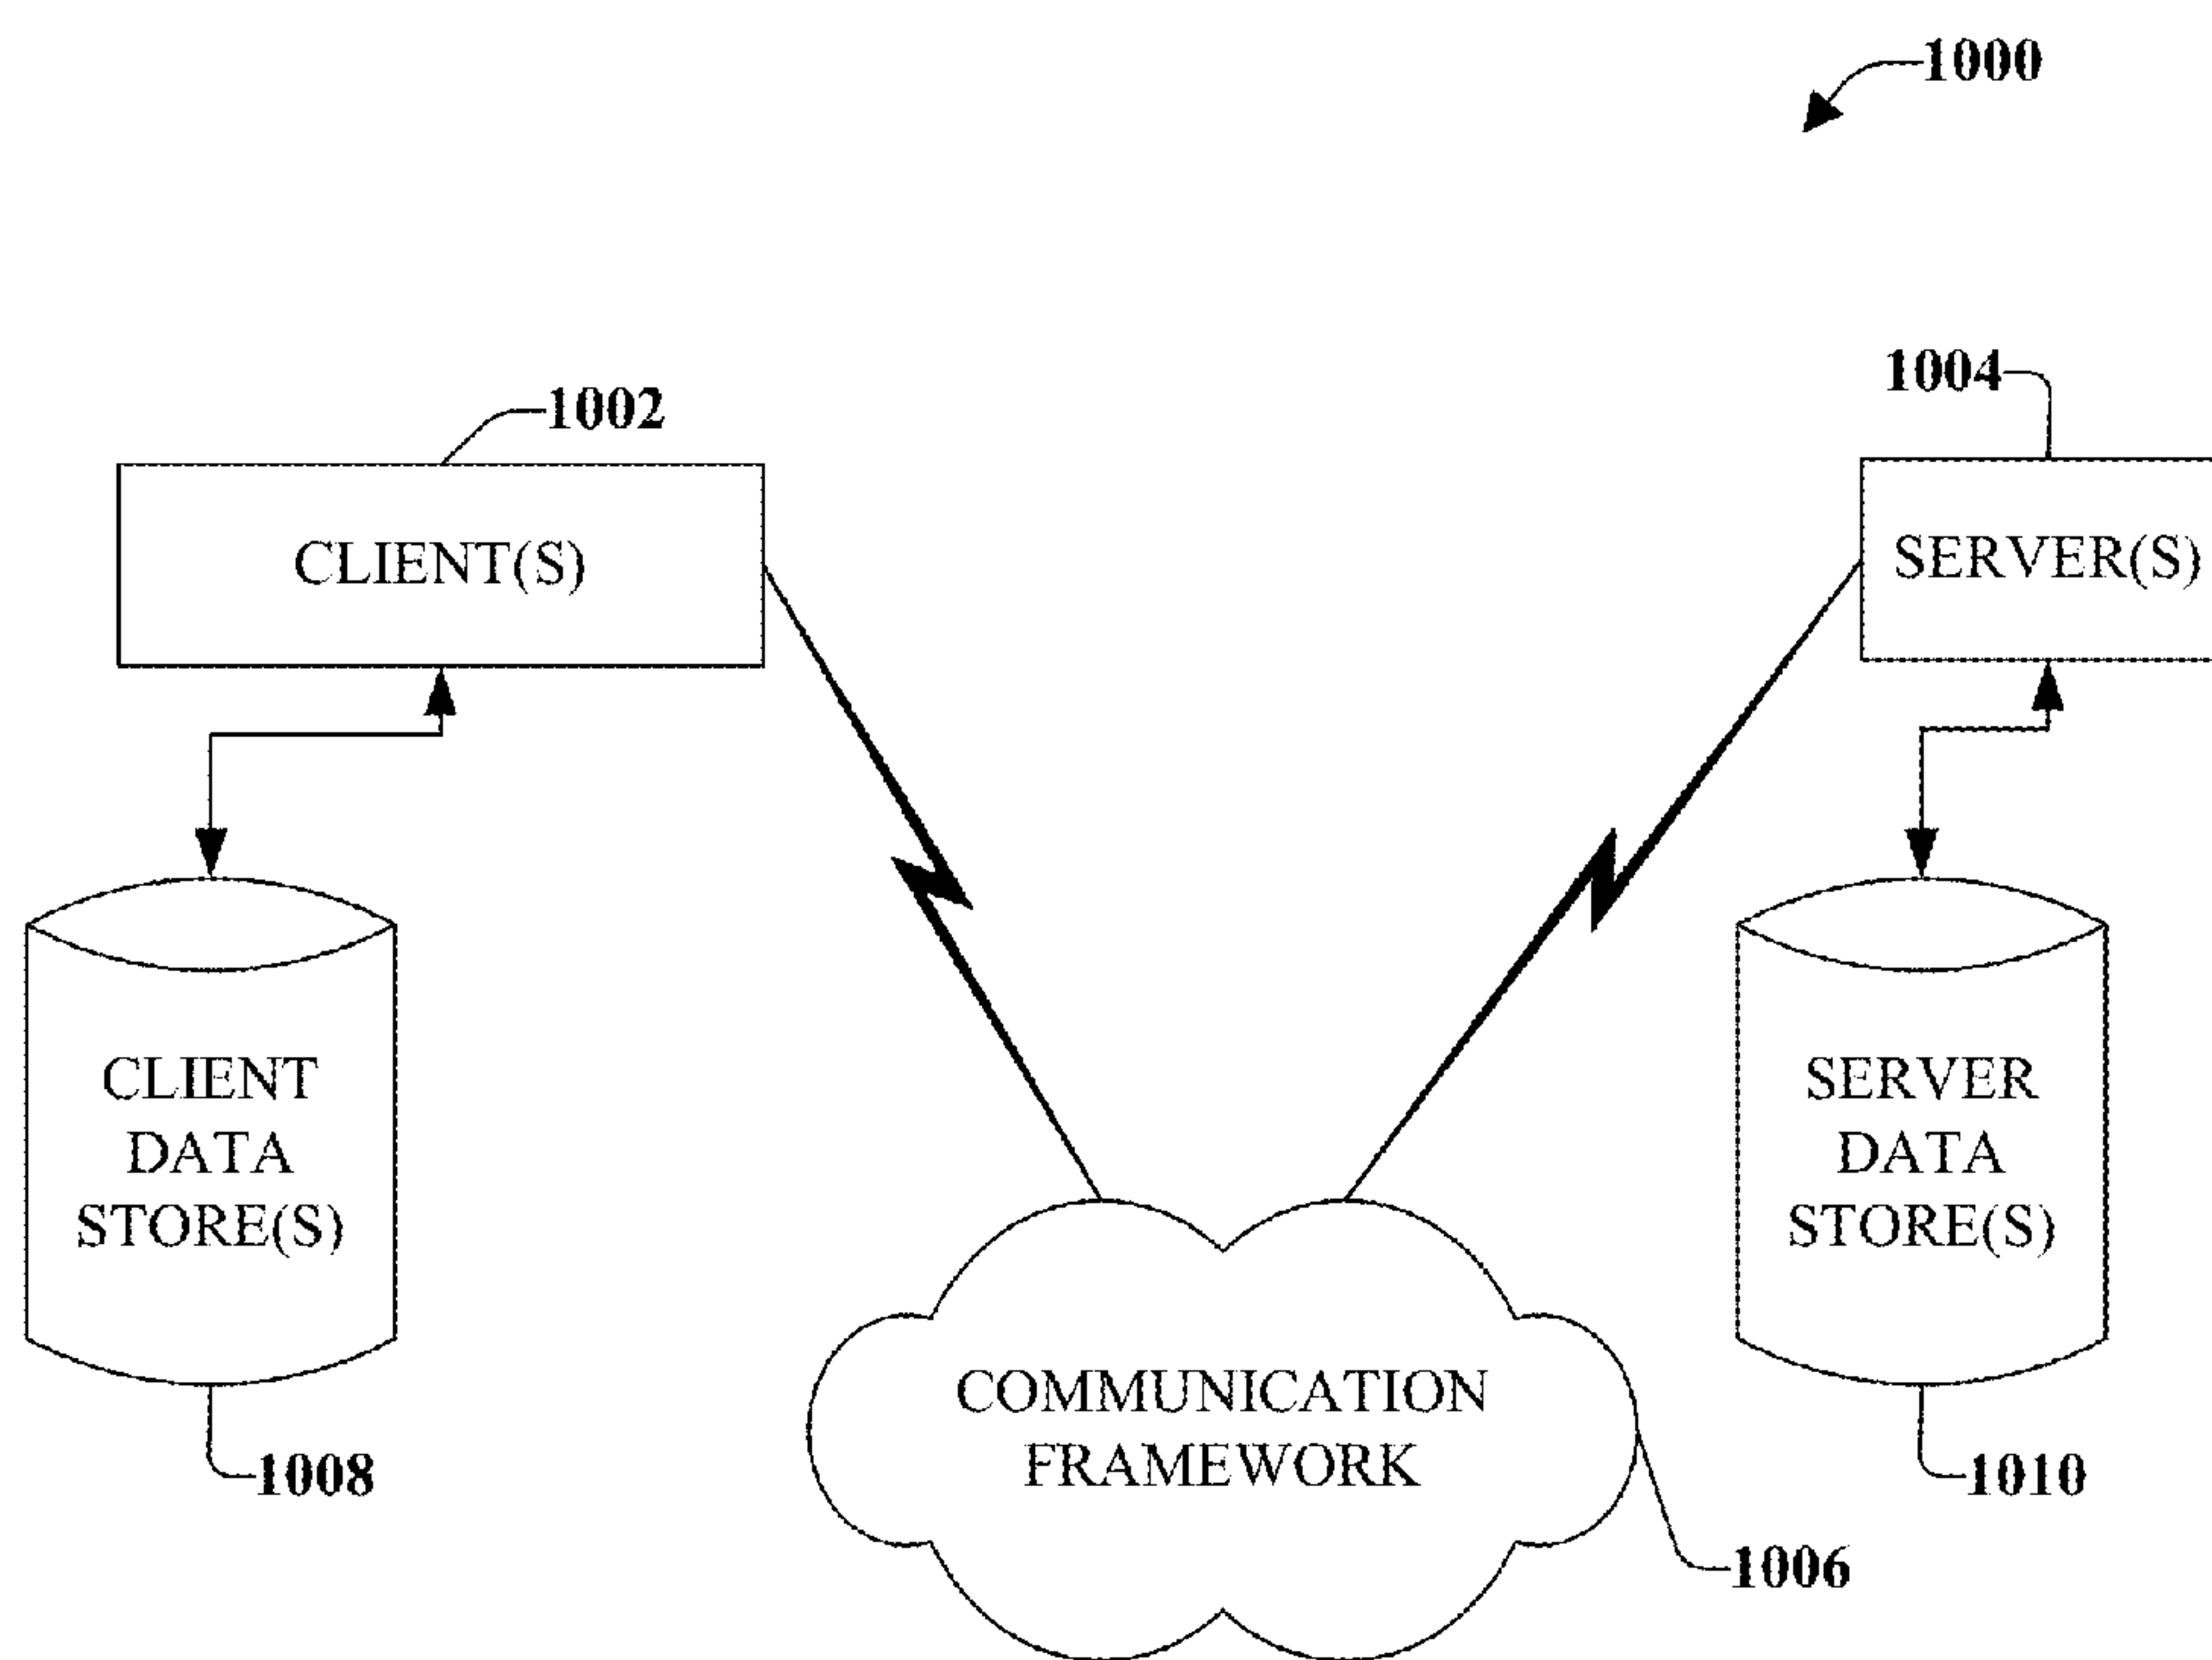 1000
1002
1004
CLIENT(S)
SERVER(S)
CLIENT
DATA
STORE(S)
SERVER
DATA
STORE(S)
COMMUNICATION
FRAMEWORK
1008
1010
1006